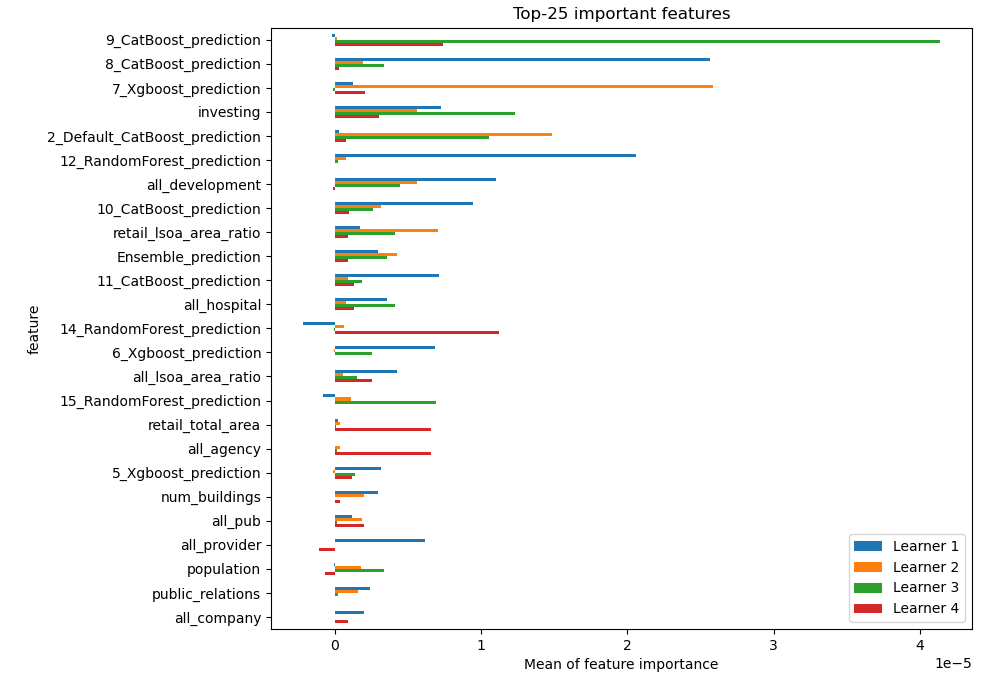 Top-25 important features
9_CatBoost_prediction
8_CatBoost_prediction
7_Xgboost_prediction
investing
2_Default_CatBoost_prediction
12_RandomForest_prediction
all_development
10_CatBoost_prediction
retail_lsoa_area_ratio
Ensemble_prediction
11_CatBoost_prediction
all_hospital
14_RandomForest_prediction
6_Xgboost_prediction
all_lsoa_area_ratio
15_RandomForest_prediction
retail_total_area
all_agency
5_Xgboost_prediction
num_buildings
all_pub
all_provider
population
public_relations
all_company
feature
Learner 1
Learner 2
Learner 3
Learner 4
0 1 2 3 4
1e−5
Mean of feature importance